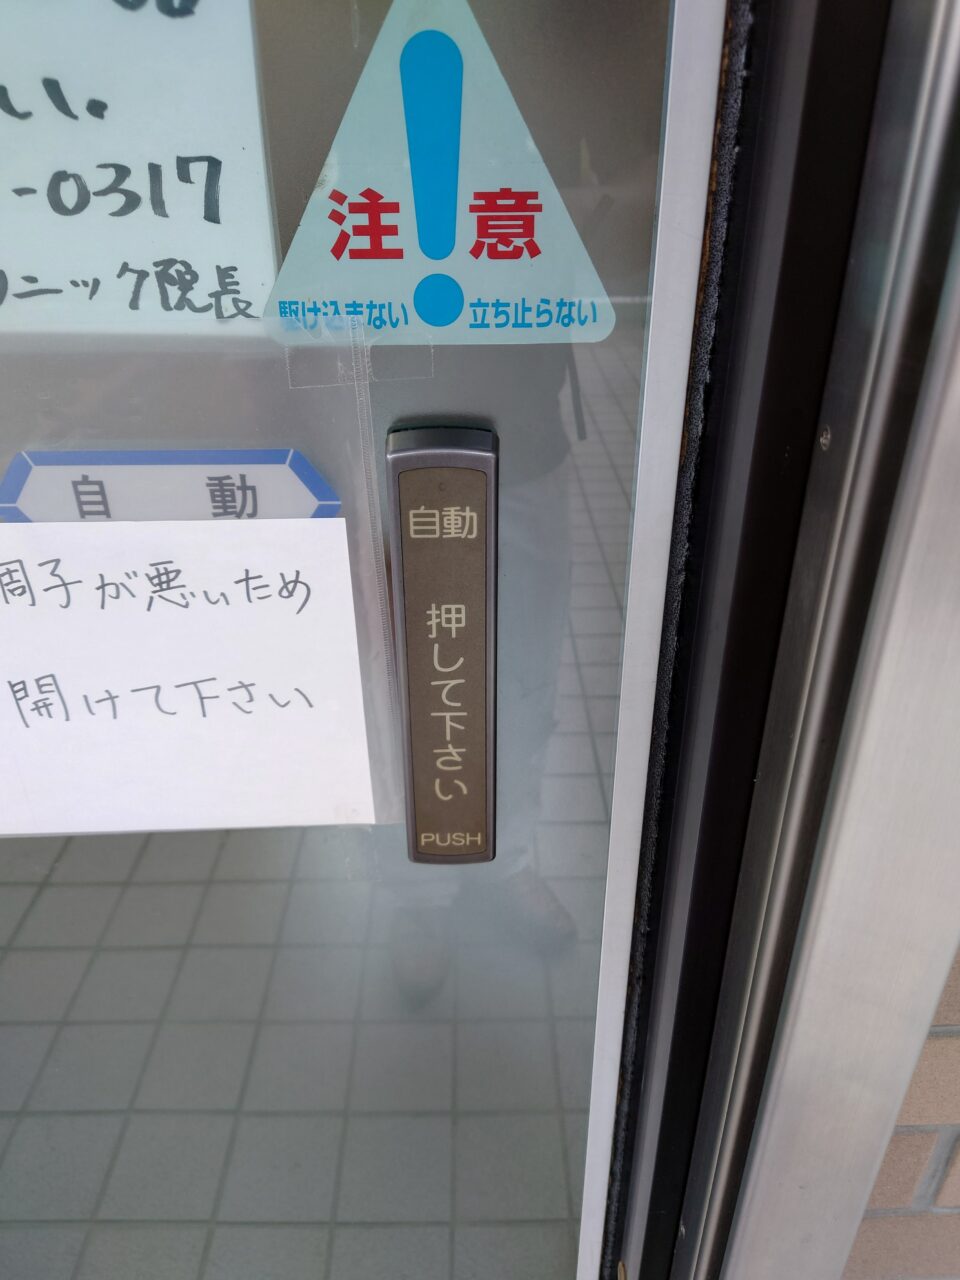 い。
-0317
ニック院長
注意
駆け込まない 立ち止らない
自動
調子が悪いため
開けて下さい
自動
押して下さい
PUSH